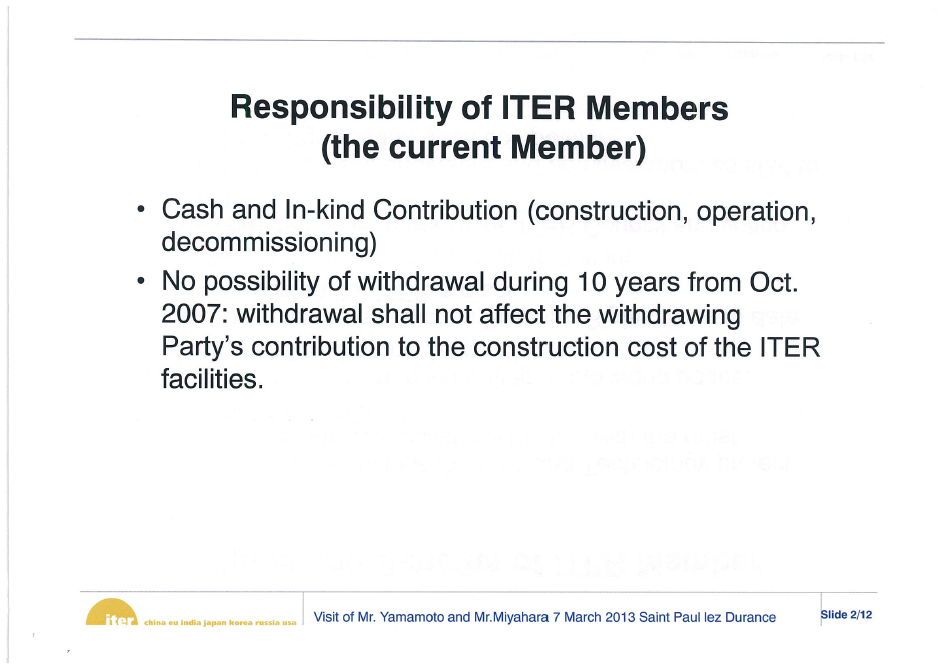 Responsibility of ITER Members
(the current Member)
• Cash and In-kind Contribution (construction, operation,
decommissioning)
• No possibility of withdrawal during 10 years from Oct.
2007: withdrawal shall not affect the withdrawing
Party's contribution to the construction cost of the ITER
facilities.
iter china eu india japan korea russia usa
Visit of Mr. Yamamoto and Mr.Miyahara 7 March 2013 Saint Paul lez Durance
Slide 2/12